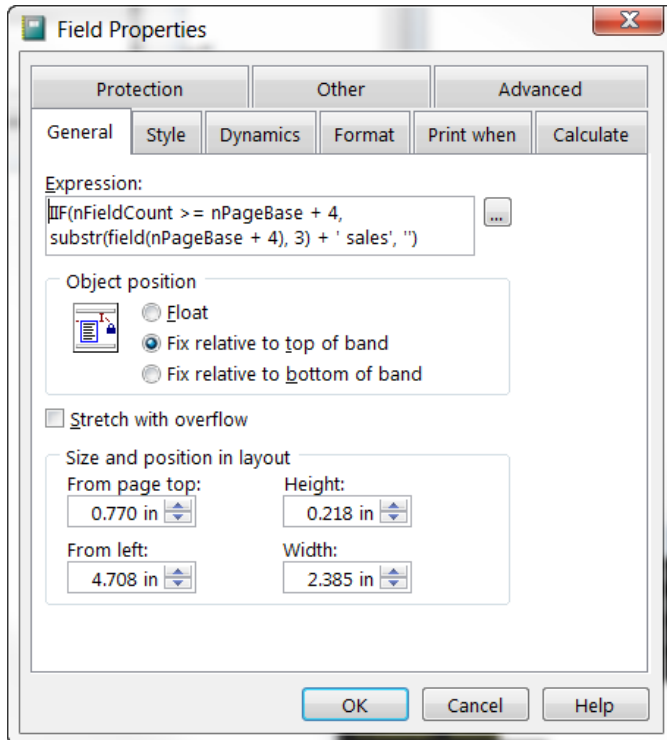 Field Properties
Protection Other Advanced
General Style Dynamics Format Print when Calculate
Expression:
IIF(nFieldCount >= nPageBase + 4,
substr(field(nPageBase + 4), 3) + ' sales', '')
...
Object position
Float
Fix relative to top of band
Fix relative to bottom of band
Stretch with overflow
Size and position in layout
From page top: Height:
0.770 in 0.218 in
From left: Width:
4.708 in 2.385 in
OK Cancel Help